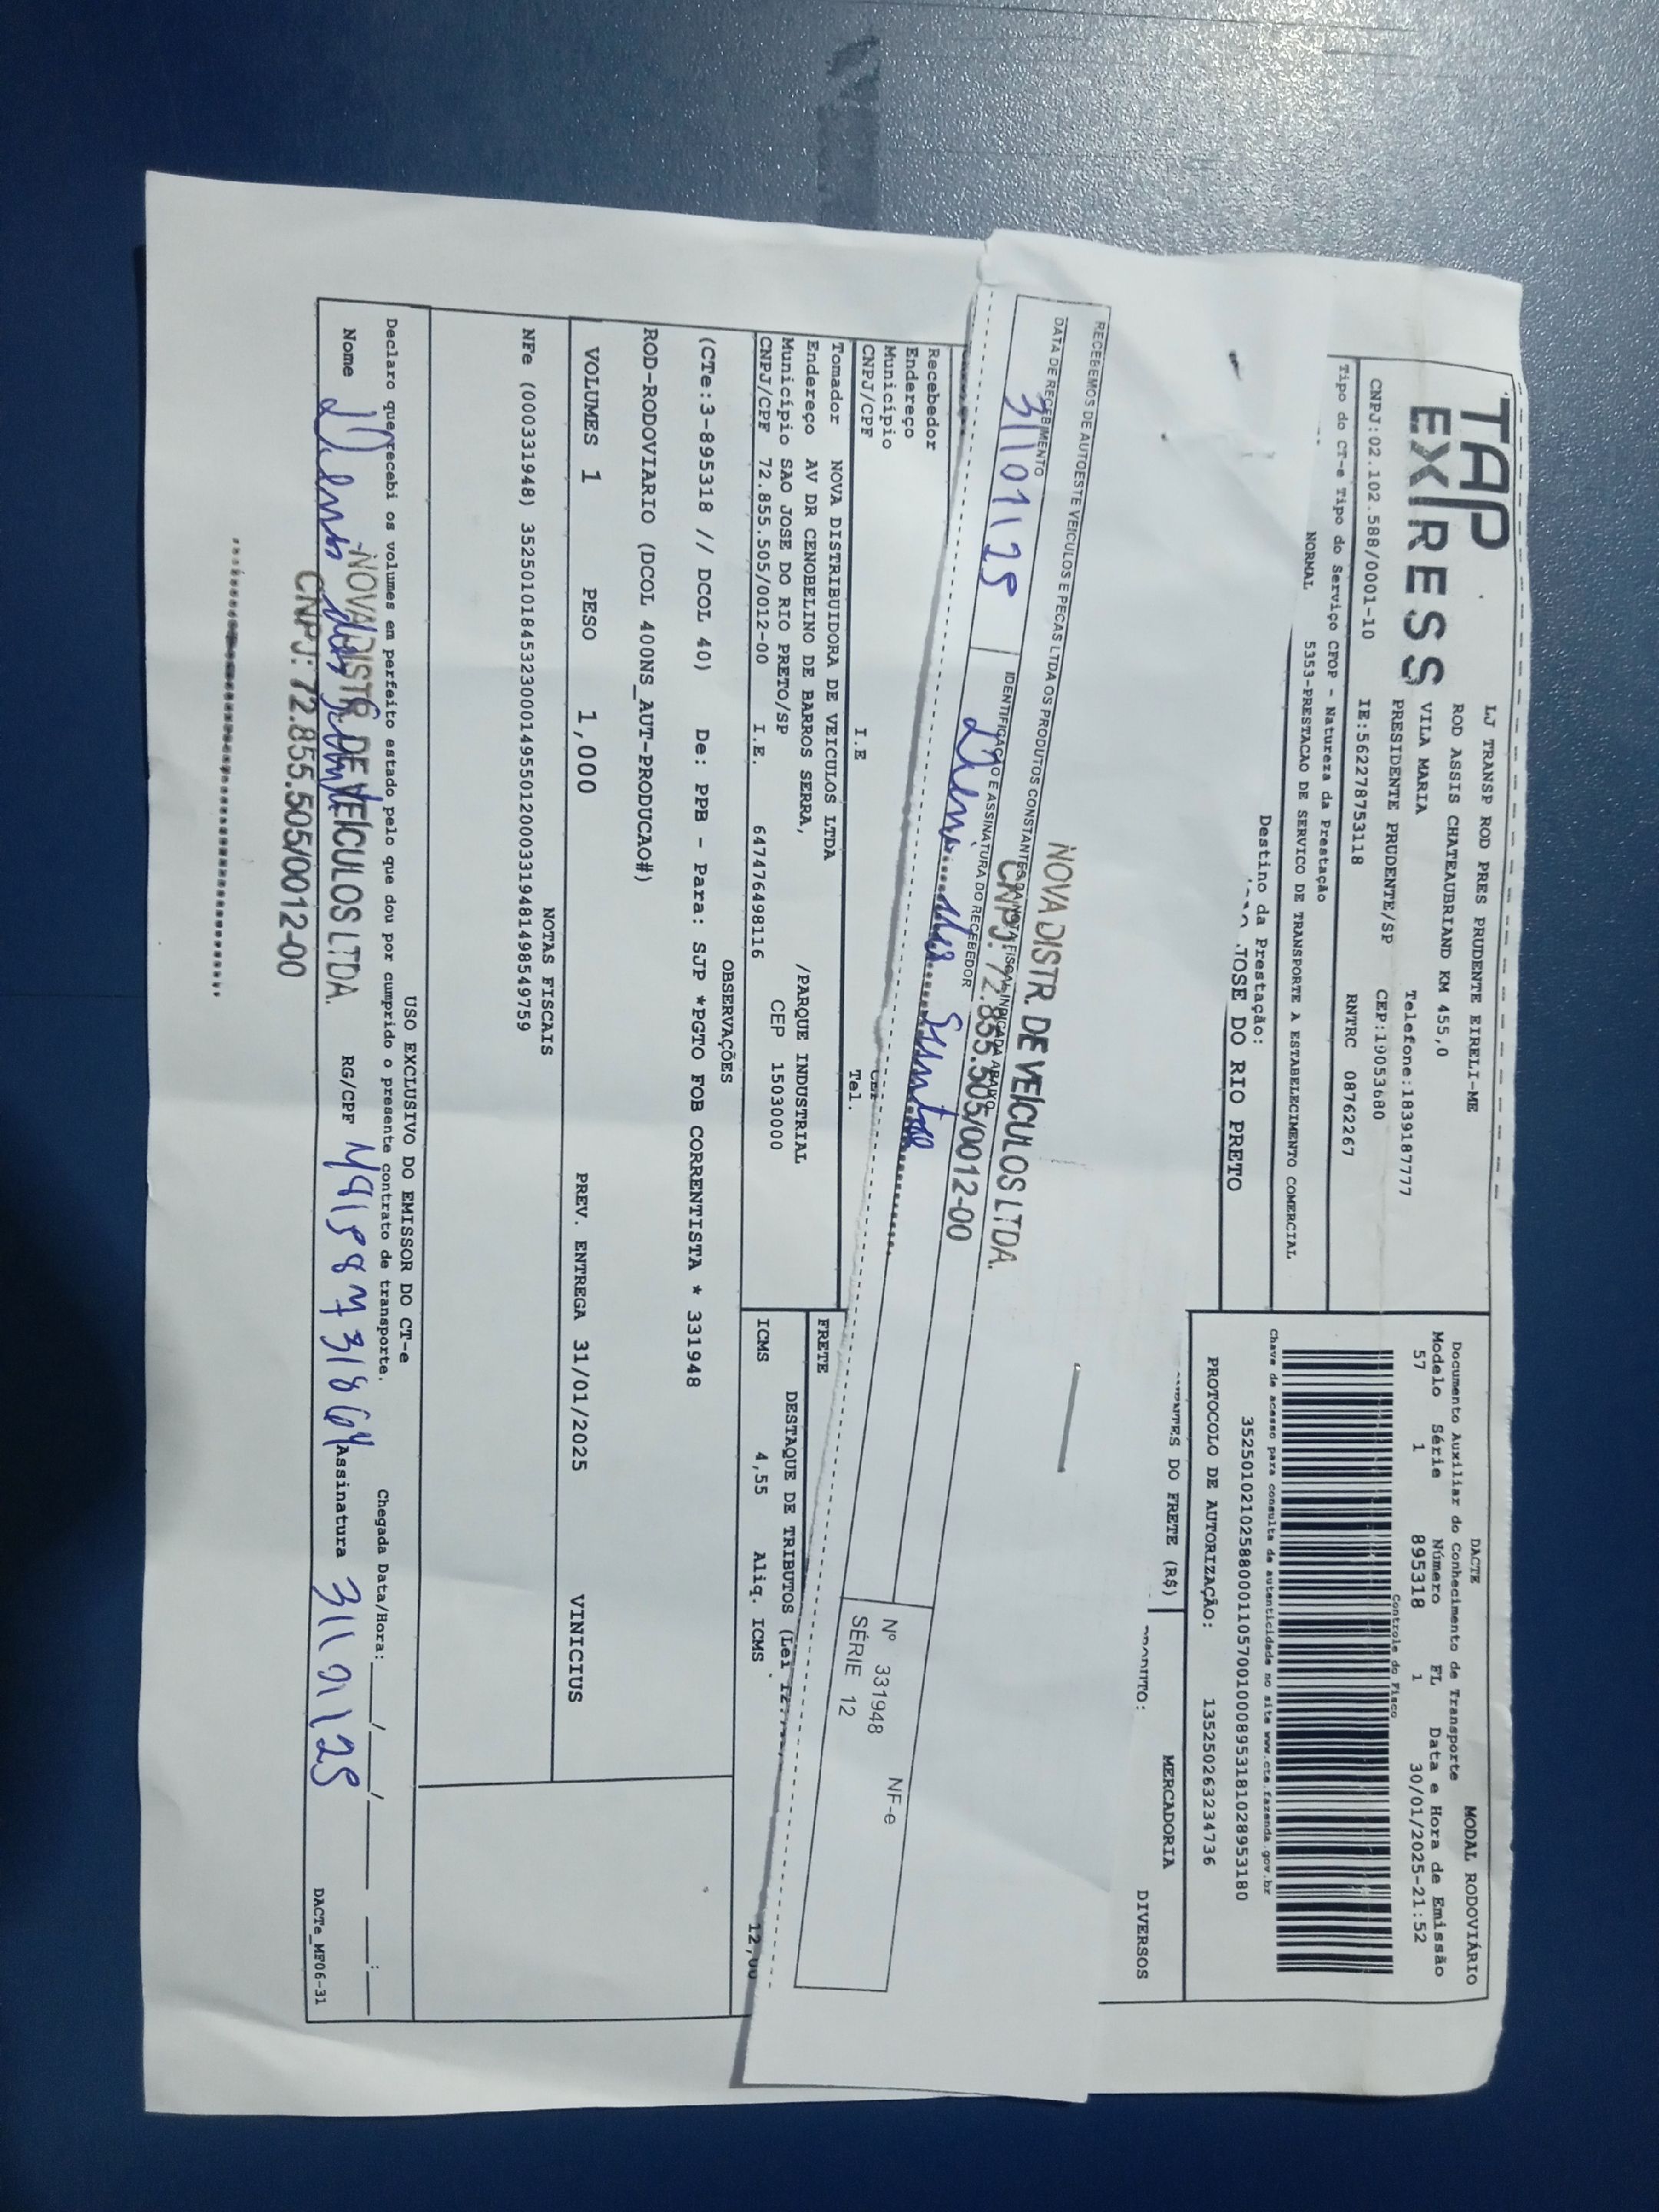 TAP
EXPRESS
LJ TRANSP ROD PRES PRUDENTE EIRELI-ME
ROD ASSIS CHATEAUBRIAND KM 455,0
VILA MARIA Telefone:1839187777
PRESIDENTE PRUDENTE/SP CEP:19053680
CNPJ:02.102.588/0001-10 IE:562278753118 RNTRC 08762267
Tipo do CT-e Tipo do Serviço CFOP - Natureza da Prestação
NORMAL 5353-PRESTACAO DE SERVICO DE TRANSPORTE A ESTABELECIMENTO COMERCIAL
Destino da Prestação:
JOSE DO RIO PRETO
DACTE MODAL RODOVIÁRIO
Documento Auxiliar do Conhecimento de Transporte
Modelo Série Número FL Data e Hora de Emissão
57 1 895318 1 30/01/2025-21:52
Controle do Fisco
Chave de acesso para consulta de autenticidade no site www.cte.fazenda.gov.br
35250102102588000110570010008953181028953180
PROTOCOLO DE AUTORIZAÇÃO: 135250263234736
DO FRETE (R$) MERCADORIA
DIVERSOS
RECEBEMOS DE AUTOESTE VEICULOS E PECAS LTDA OS PRODUTOS CONSTANTES DA NOTA FISCAL INDICADA ABAIXO
DATA DE RECEBIMENTO IDENTIFICAÇÃO E ASSINATURA DO RECEBEDOR
31/01/25
NOVA DISTR. DE VEÍCULOS LTDA.
CNPJ: 72.855.505/0012-00
NF-e
Nº 331948
SÉRIE 12
Recebedor
Endereço
Município
CNPJ/CPF I.E Tel.
Tomador NOVA DISTRIBUIDORA DE VEICULOS LTDA
Endereço AV DR CENOBELINO DE BARROS SERRA, /PARQUE INDUSTRIAL
Município SAO JOSE DO RIO PRETO/SP CEP 15030000
CNPJ/CPF 72.855.505/0012-00 I.E. 647476498116
FRETE
DESTAQUE DE TRIBUTOS (Lei
ICMS 4,55 Aliq. ICMS 12,00
OBSERVAÇÕES
(CTe:3-895318 // DCOL 40) De: PPB - Para: SJP *PGTO FOB CORRENTISTA * 331948
ROD-RODOVIARIO (DCOL 400NS_AUT-PRODUCAO#)
VOLUMES 1 PESO 1,000 PREV. ENTREGA 31/01/2025 VINICIUS
NOTAS FISCAIS
NFe (000331948) 35250101845323000149550120003319481498549759
USO EXCLUSIVO DO EMISSOR DO CT-e
Declaro que recebi os volumes em perfeito estado pelo que dou por cumprido o presente contrato de transporte. Chegada Data/Hora:___/___/_____ ___:___
Nome RG/CPF Assinatura 31/01/25
NOVA DISTR. DE VEÍCULOS LTDA.
CNPJ: 72.855.505/0012-00
DACTe_MF06-31